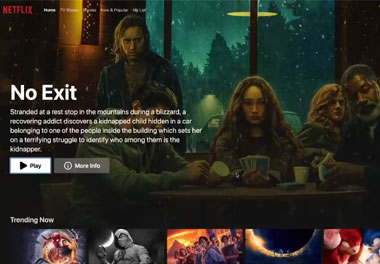 NETFLIX
Home TV Shows Movies New & Popular My List
No Exit
Stranded at a rest stop in the mountains during a blizzard, a
recovering addict discovers a kidnapped child hidden in a car
belonging to one of the people inside the building which sets her
on a terrifying struggle to identify who among them is the
kidnapper.
Play More Info
Trending Now